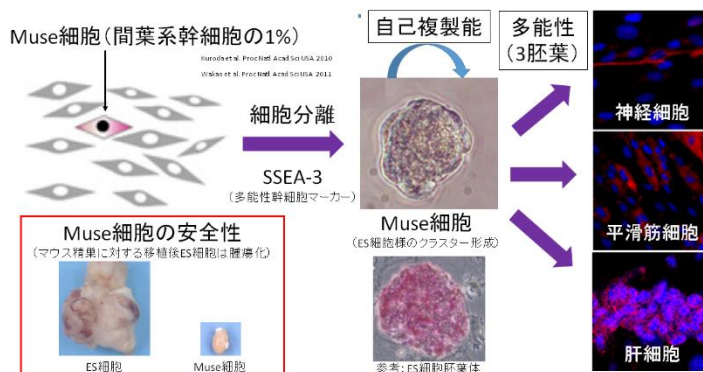 Muse細胞(間葉系幹細胞の1%)
Kuroda et al. Proc Natl Acad Sci USA 2010
Wakao et al. Proc Natl Acad Sci USA 2011
細胞分離
SSEA-3
(多能性幹細胞マーカー)
自己複製能
Muse細胞
(ES細胞様のクラスター形成)
参考:ES細胞胚葉体
多能性
(3胚葉)
神経細胞
平滑筋細胞
肝細胞
Muse細胞の安全性
(マウス精巣に対する移植後ES細胞は腫瘍化)
ES細胞
Muse細胞